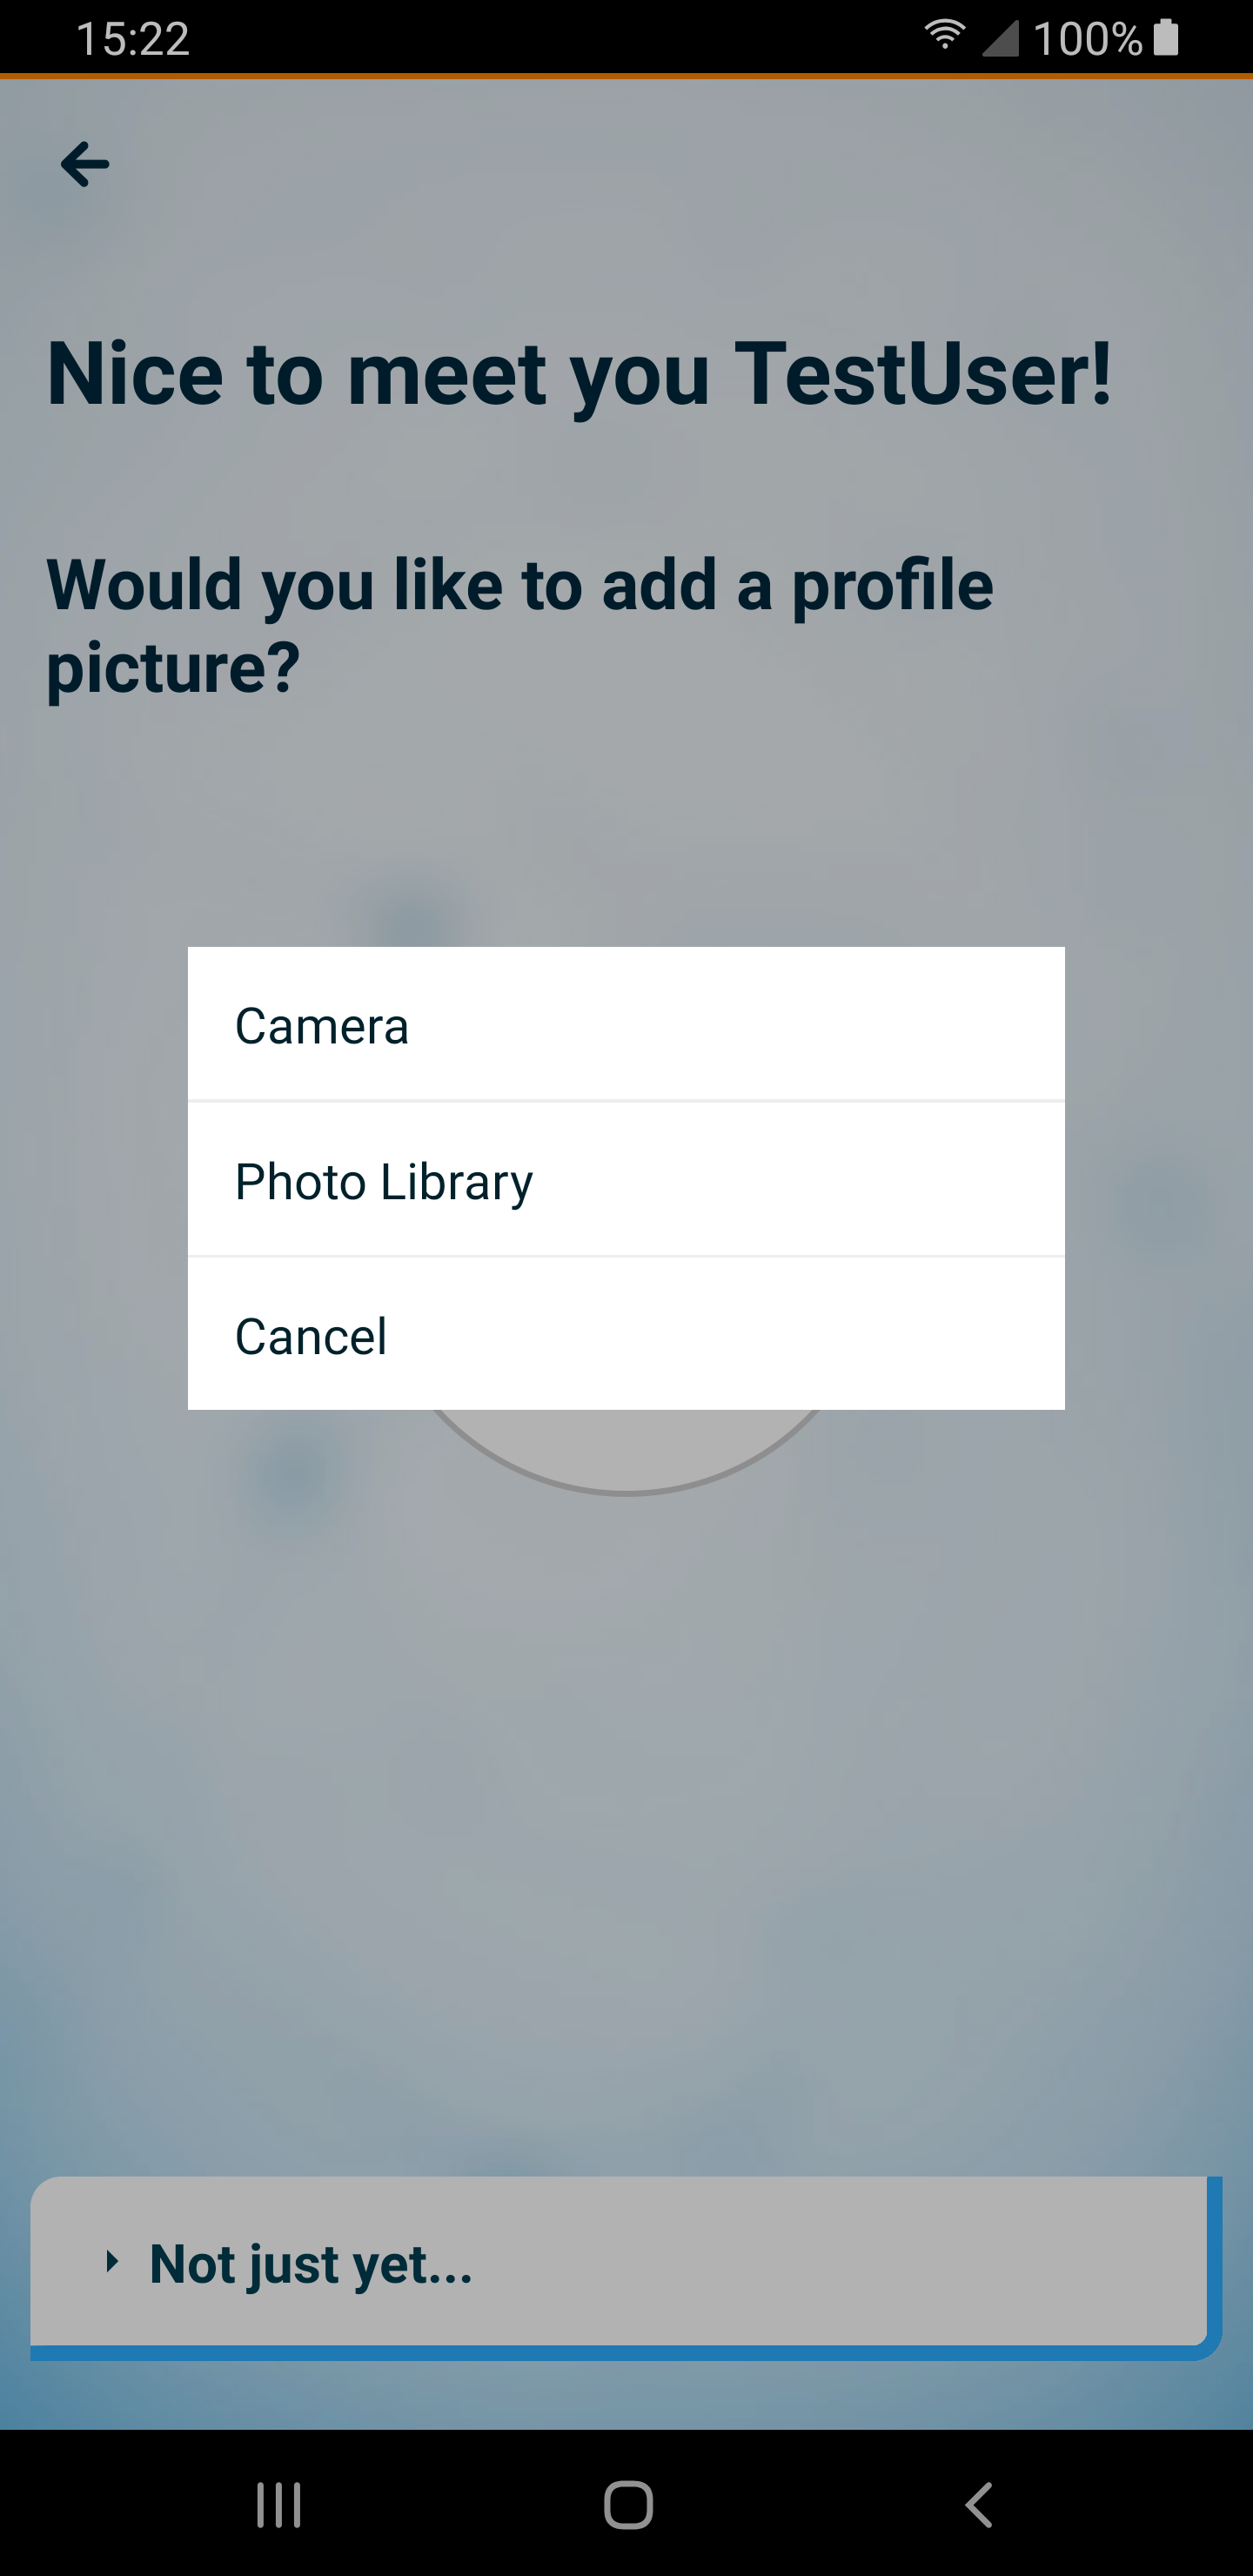 15:22 100%
Nice to meet you TestUser!
Would you like to add a profile
picture?
Camera
Photo Library
Cancel
Not just yet...